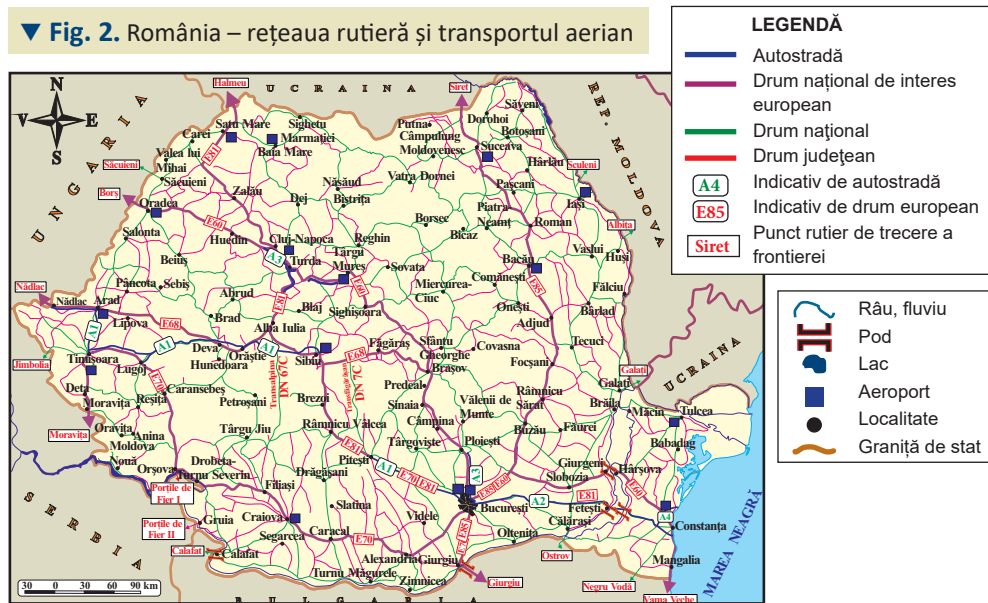 ▼ Fig. 2. România – rețeaua rutieră și transportul aerian
LEGENDĂ
Autostradă
Drum național de interes
european
Drum național
Drum județean
A4 Indicativ de autostradă
E85 Indicativ de drum european
Siret Punct rutier de trecere a
frontierei
Râu, fluviu
Pod
Lac
Aeroport
Localitate
Graniță de stat
N
V E
S
UCRAINA
REP. MOLDOVA
UNGARIA
SERBIA
BULGARIA
UCRAINA
MAREA NEAGRĂ
Halmeu
Siret
Săcuieni
Borș
Sculeni
Albița
Nădlac
Jimbolia
Moravița
Galați
Porțile de
Fier I
Porțile de
Fier II
Calafat
Giurgiu
Ostrov
Negru Vodă
Vama Veche
Săveni
Dorohoi
Botoșani
Satu Mare
Sighetu
Marmației
Putna
Câmpulung
Moldovenesc
Suceava
Carei
Baia Mare
Hârlău
Valea lui
Mihai
Săcuieni
Vatra Dornei
Pașcani
Iași
Zalău
Năsăud
Bistrița
Dej
Piatra
Neamț
Oradea
E81
E60
Borsec
Bicaz
Roman
Salonta
Huedin
Cluj-Napoca
Reghin
Turda
Târgu
Mureș
A3
Vaslui
Huși
Beiuș
Sovata
Bacău
Comănești
E85
Pâncota
Sebiș
Miercurea-
Ciuc
Fălciu
Nădlac
Arad
Abrud
Blaj
Sighișoara
E60
E81
Onești
Bârlad
Lipova
Brad
Alba Iulia
Adjud
E68
A1
Timișoara
A1
Deva
Hunedoara
Orăștie
A1
Sibiu
E68
Făgăraș
Sfântu
Gheorghe
Brașov
Covasna
Tecuci
Focșani
Lugoj
Deta
E70
Caransebeș
Transalpina
DN 67C
Transfăgărășan
DN 7C
Predeal
Galați
Moravița
Reșița
Petroșani
Brezoi
Sinaia
Vălenii de
Munte
Râmnicu
Sărat
Brăila
Măcin
Tulcea
Oravița
Anina
Moldova
Nouă
Târgu Jiu
Râmnicu Vâlcea
Câmpina
Târgoviște
Ploiești
Buzău
Făurei
Babadag
Orșova
Drobeta-
Turnu Severin
E81
Pitești
A1
E70
E81
A3
Giurgeni
Hârșova
Drăgășani
Slobozia
E60
Filiași
Slatina
București
A2
E81
Fetești
Gruia
Craiova
Videle
Călărași
A4
Constanța
Segarcea
Caracal
E70
Oltenița
E85
Calafat
Alexandria
Giurgiu
Mangalia
Turnu Măgurele
Zimnicea
30 0 30 60 90 km